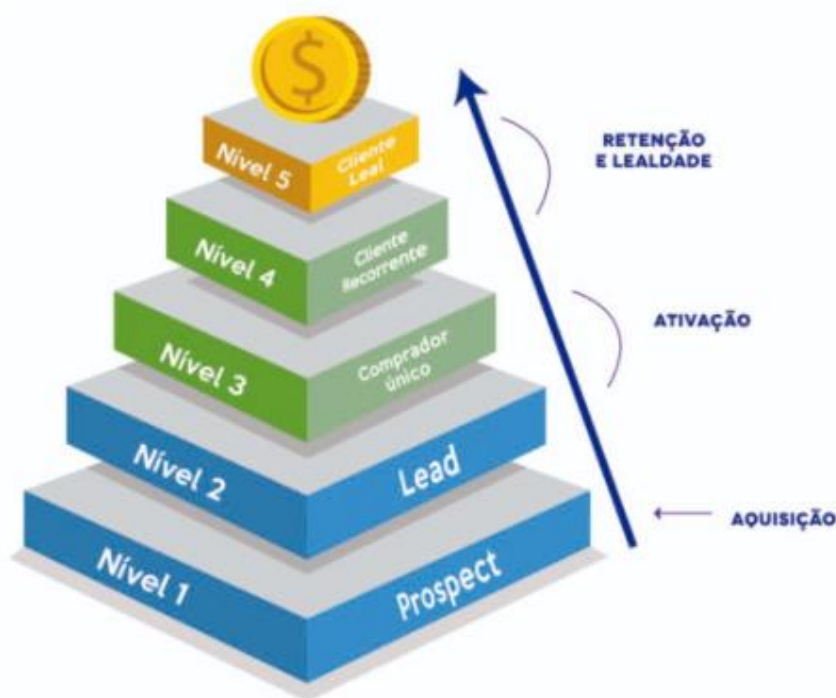 $
Nível 5
Cliente
Leal
RETENÇÃO
E LEALDADE
Nível 4
Cliente
Recorrente
Nível 3
Comprador
único
ATIVAÇÃO
Nível 2
Lead
Nível 1
Prospect
AQUISIÇÃO